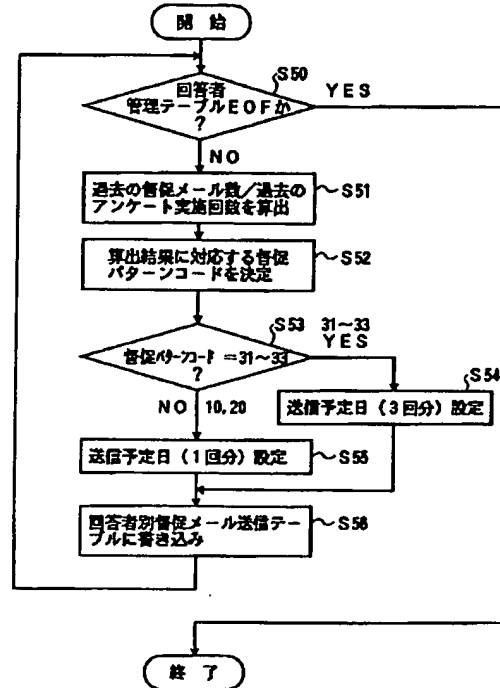 開 始
S50
回答者
管理テーブルEOFか
?
YES
NO
過去の督促メール数/過去の
アンケート実施回数を算出
S51
算出結果に対応する督促
パターンコードを決定
S52
S53 31~33
YES
督促パターンコード=31~33
?
S54
送信予定日(3回分)設定
NO 10,20
送信予定日(1回分)設定
S55
回答者別督促メール送信テー
ブルに書き込み
S56
終 了